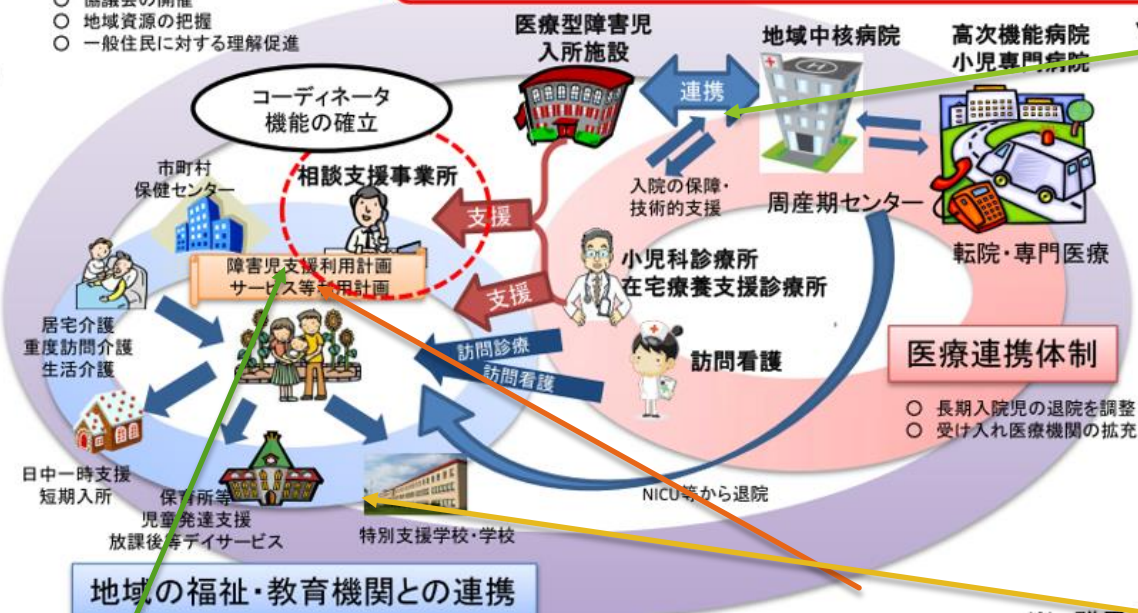 協議会の開催
○ 地域資源の把握
○ 一般住民に対する理解促進
医療型障害児
入所施設
地域中核病院
高次機能病院
小児専門病院
コーディネータ
機能の確立
連携
市町村
保健センター
相談支援事業所
入院の保障・
技術的支援
周産期センター
支援
転院・専門医療
障害児支援利用計画
サービス等利用計画
小児科診療所
在宅療養支援診療所
支援
居宅介護
重度訪問介護
生活介護
訪問診療
訪問看護
訪問看護
医療連携体制
○ 長期入院児の退院を調整
○ 受け入れ医療機関の拡充
日中一時支援
短期入所
保育所等
児童発達支援
放課後等デイサービス
特別支援学校・学校
NICU等から退院
地域の福祉・教育機関との連携